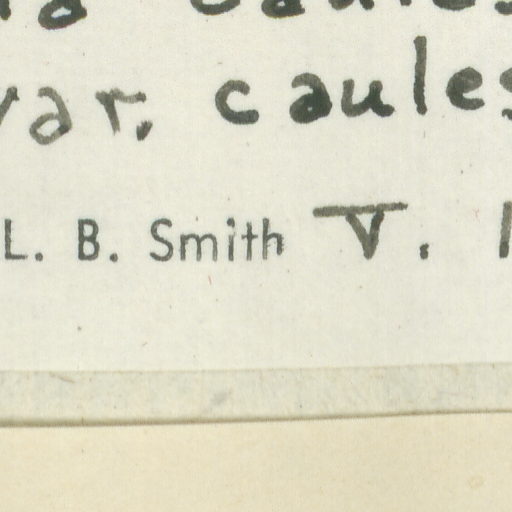 var, caules
L. B. Smith V.